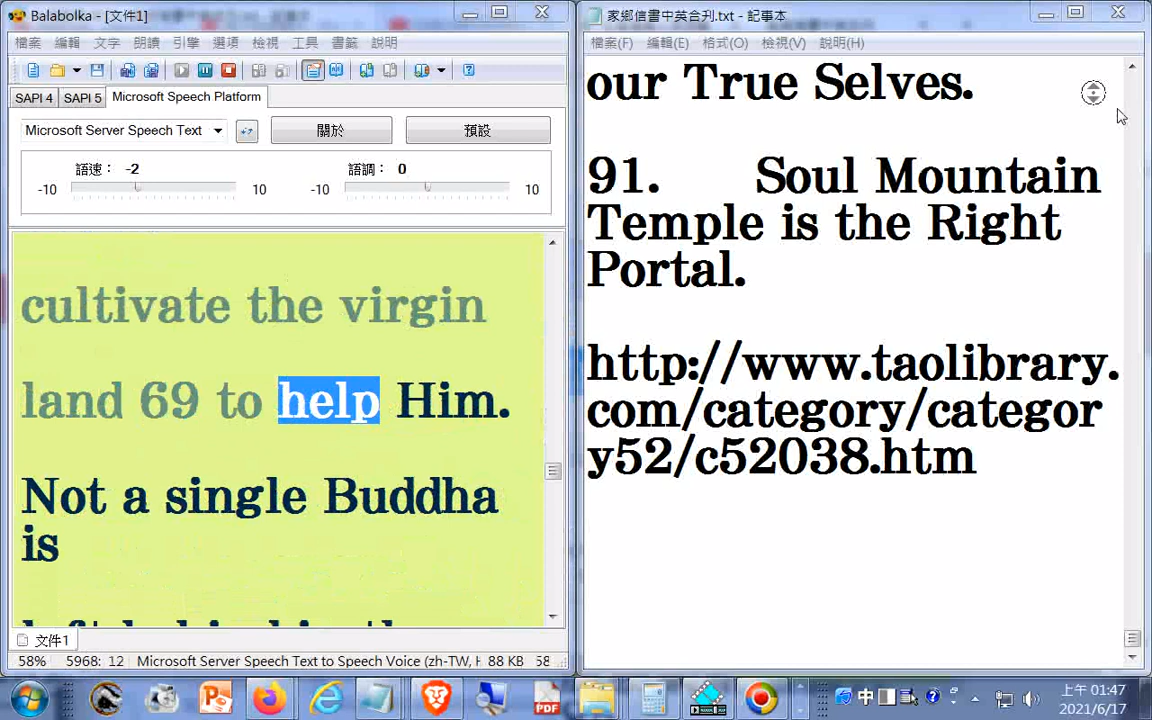 Balabolka - [文件1]
檔案 編輯 文字 朗讀 引擎 選項 檢視 工具 書籤 說明
SAPI 4 SAPI 5 Microsoft Speech Platform
Microsoft Server Speech Text 關於 預設
語速： -2 語調： 0
-10 10 -10 10
cultivate the virgin
land 69 to help Him.
Not a single Buddha
is
文件1
58% 5968: 12 Microsoft Server Speech Text to Speech Voice (zh-TW, H 88 KB 58
家鄉信書中英合刋.txt - 記事本
檔案(F) 編輯(E) 格式(O) 檢視(V) 說明(H)
our True Selves.
91. Soul Mountain
Temple is the Right
Portal.
http://www.taolibrary.
com/category/categor
y52/c52038.htm
PDF
中
上午 01:47
2021/6/17